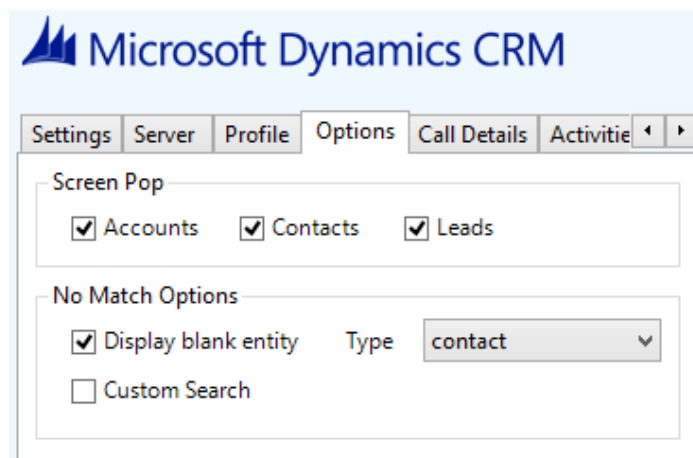 Microsoft Dynamics CRM
Settings Server Profile Options Call Details Activitie
Screen Pop
Accounts Contacts Leads
No Match Options
Display blank entity Type contact
Custom Search